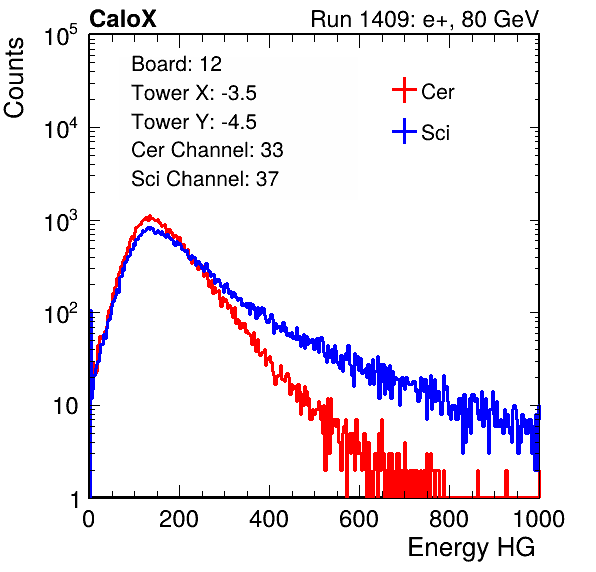 CaloX Run 1409: e+, 80 GeV
Counts
10^5
10^4
10^3
10^2
10
1
Board: 12
Tower X: -3.5
Tower Y: -4.5
Cer Channel: 33
Sci Channel: 37
Cer
Sci
0 200 400 600 800 1000
Energy HG